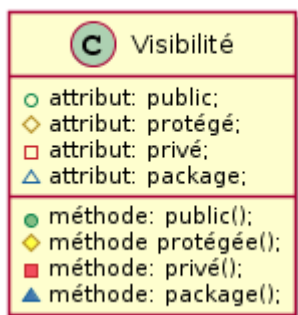 C Visibilité
attribut: public;
attribut: protégé;
attribut: privé;
attribut: package;
méthode: public();
méthode protégée();
méthode: privé();
méthode: package();